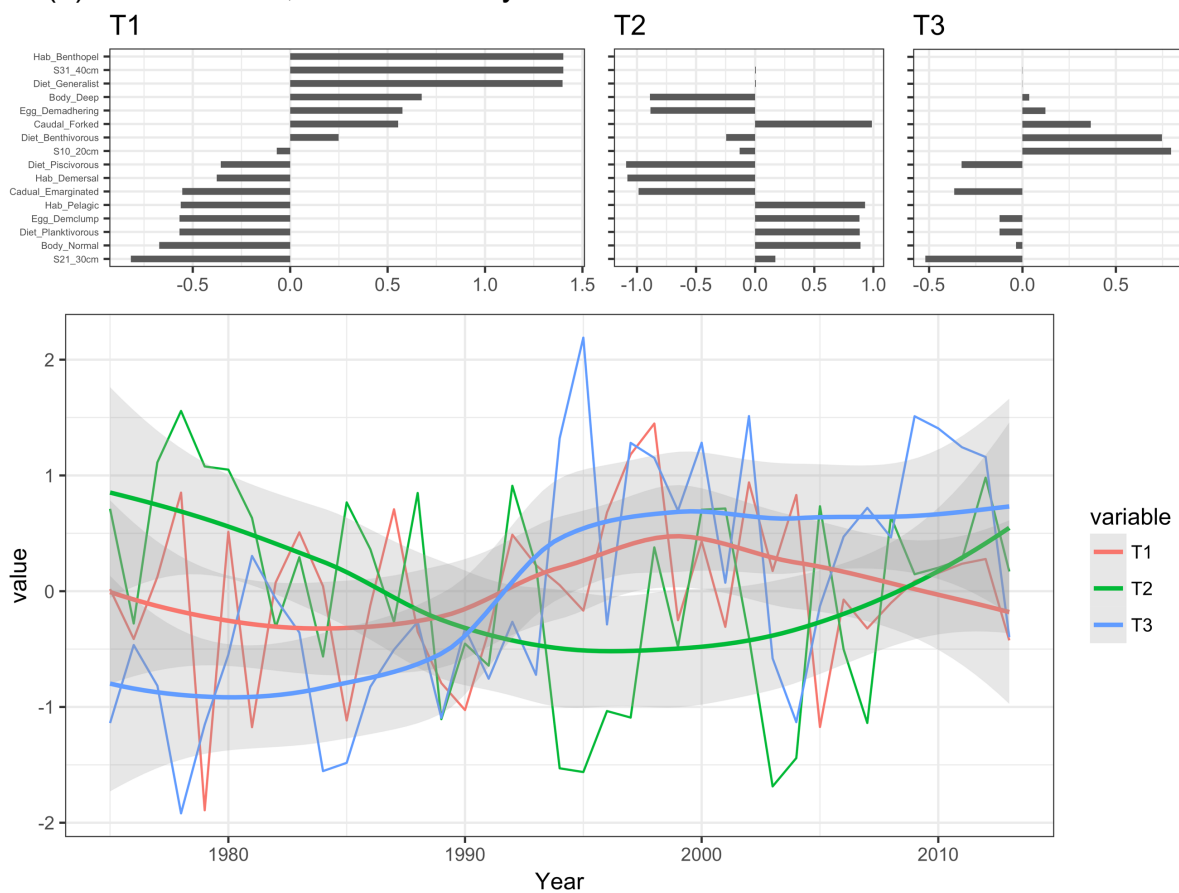 T1 T2 T3
Hab_Benthopel
S31_40cm
Diet_Generalist
Body_Deep
Egg_Demadhering
Caudal_Forked
Diet_Benthivorous
S10_20cm
Diet_Piscivorous
Hab_Demersal
Cadual_Emarginated
Hab_Pelagic
Egg_Demclump
Diet_Planktivorous
Body_Normal
S21_30cm
-0.5 0.0 0.5 1.0 1.5 -1.0 -0.5 0.0 0.5 1.0 -0.5 0.0 0.5
2
1
0
-1
-2
value
1980 1990 2000 2010
Year
variable
T1
T2
T3